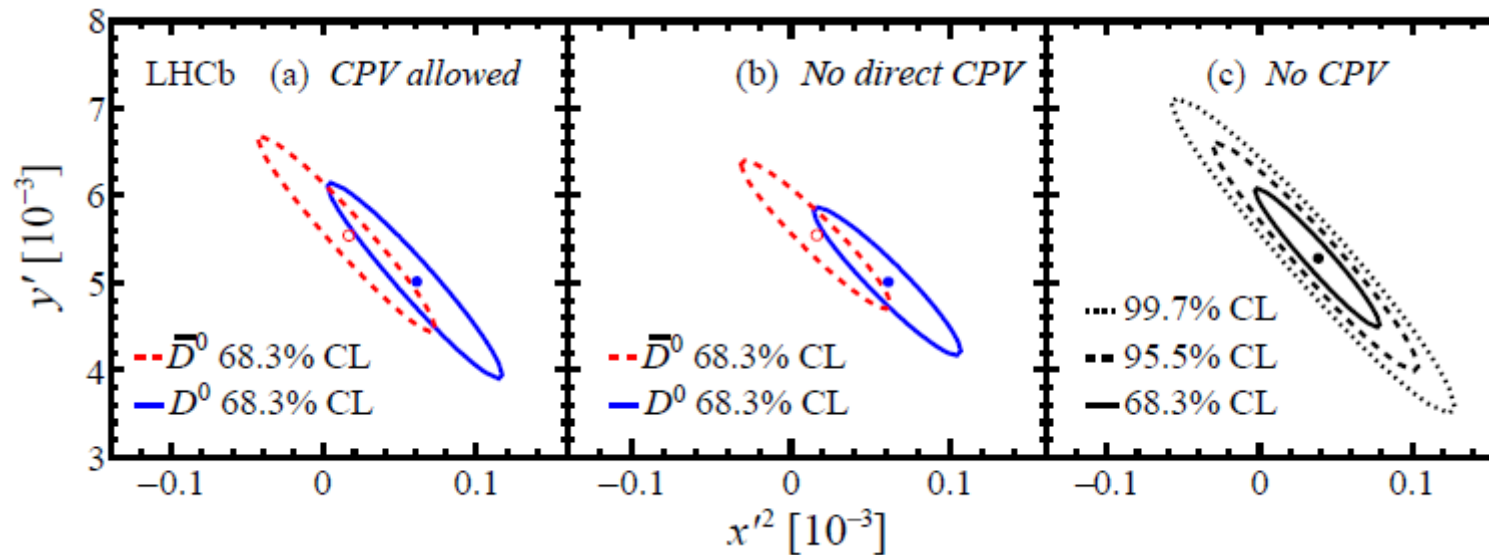 LHCb (a) CPV allowed
(b) No direct CPV
(c) No CPV
8
7
6
5
4
3
y′ [10⁻³]
D̅⁰ 68.3% CL
D⁰ 68.3% CL
D̅⁰ 68.3% CL
D⁰ 68.3% CL
99.7% CL
95.5% CL
68.3% CL
−0.1 0 0.1 −0.1 0 0.1 −0.1 0 0.1
x′² [10⁻³]